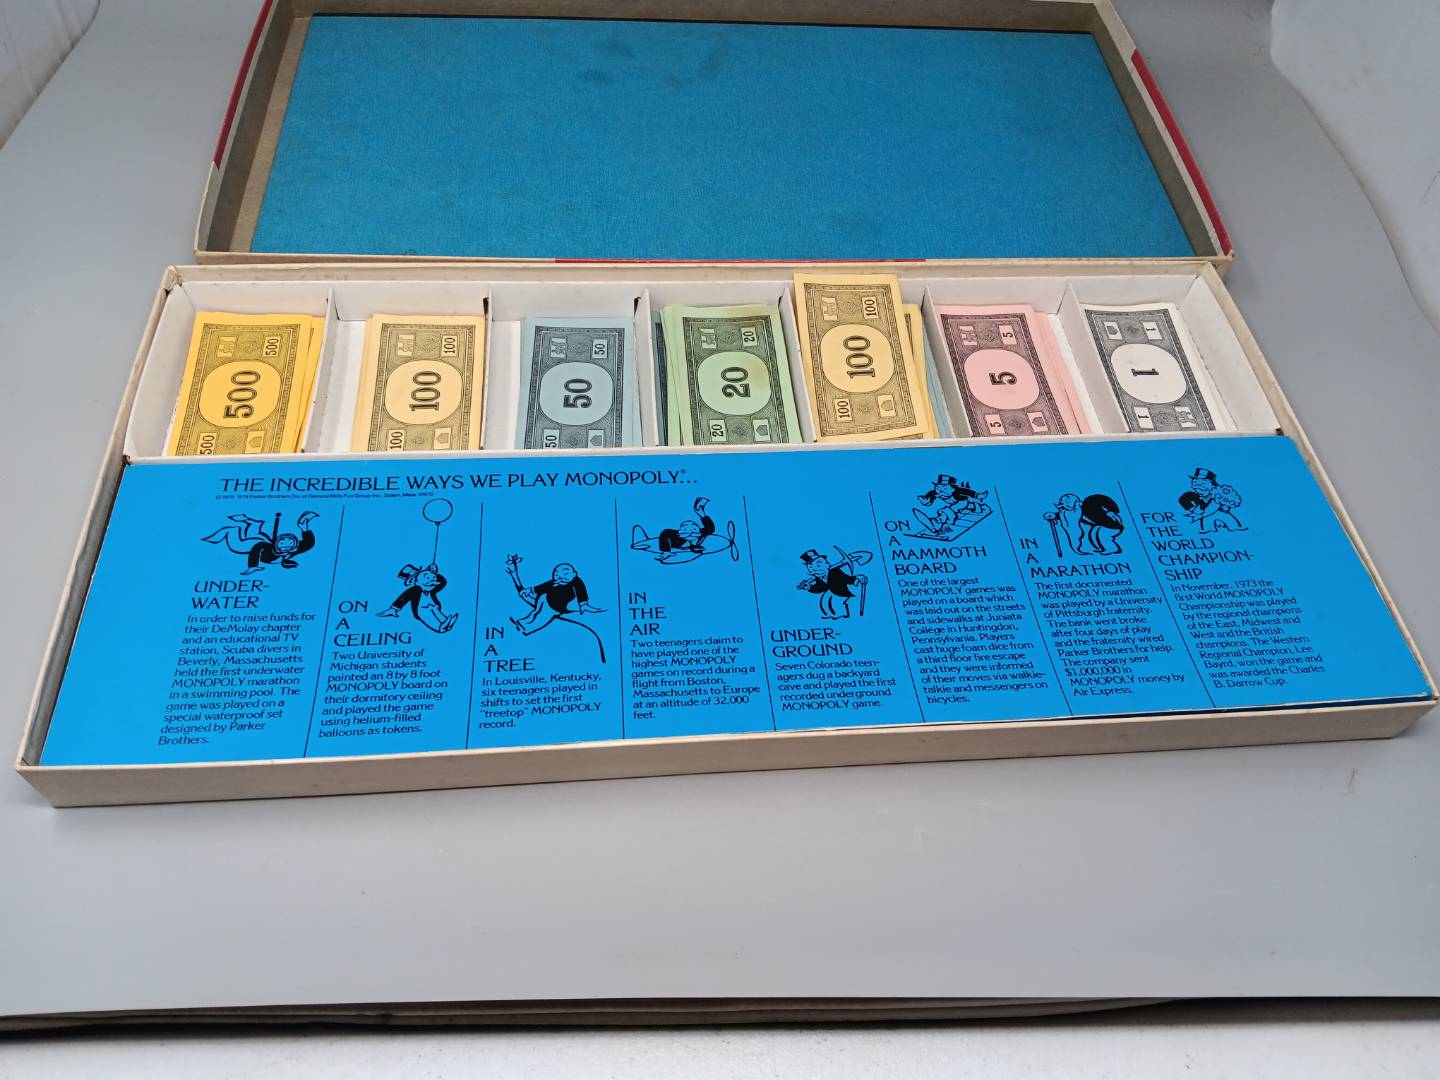 500
500
500
100
100
100
50
50
50
20
20
20
100
100
100
5
5
5
1
1
1
THE INCREDIBLE WAYS WE PLAY MONOPOLY®...
Parker Brothers Div. of General Mills Fun Group Inc., Salem, Mass.
UNDER-
WATER
In order to raise funds for
their DeMolay chapter
and an educational TV
station, Scuba divers in
Beverly, Massachusetts
held the first underwater
MONOPOLY marathon
in a swimming pool. The
game was played on a
special waterproof set
designed by Parker
Brothers.
ON
A
CEILING
Two University of
Michigan students
painted an 8 by 8 foot
MONOPOLY board on
their dormitory ceiling
and played the game
using helium-filled
balloons as tokens.
IN
A
TREE
In Louisville, Kentucky,
six teenagers played in
shifts to set the first
"treetop" MONOPOLY
record.
IN
THE
AIR
Two teenagers claim to
have played one of the
highest MONOPOLY
games on record during a
flight from Boston,
Massachusetts to Europe
at an altitude of 32,000
feet.
UNDER-
GROUND
Seven Colorado teen-
agers dug a backyard
cave and played the first
recorded underground
MONOPOLY game.
ON
A
MAMMOTH
BOARD
One of the largest
MONOPOLY games was
played on a board which
was laid out on the streets
and sidewalks at Juniata
College in Huntingdon,
Pennsylvania. Players
cast huge foam dice from
a third floor fire escape
and they were informed
of their moves via walkie-
talkie and messengers on
bicycles.
IN
A
MARATHON
The first documented
MONOPOLY marathon
was played by a University
of Pittsburgh fraternity.
The bank went broke
after four days of play
and the fraternity wired
Parker Brothers for help.
The company sent
$1,000,000 in
MONOPOLY money by
Air Express.
FOR
THE
WORLD
CHAMPION-
SHIP
In November, 1973 the
first World MONOPOLY
Championship was played
by the regional champions
of the East, Midwest and
West and the British
champions. The Western
Regional Champion, Lee
Bayrd, won the game and
was awarded the Charles
B. Darrow Cup.